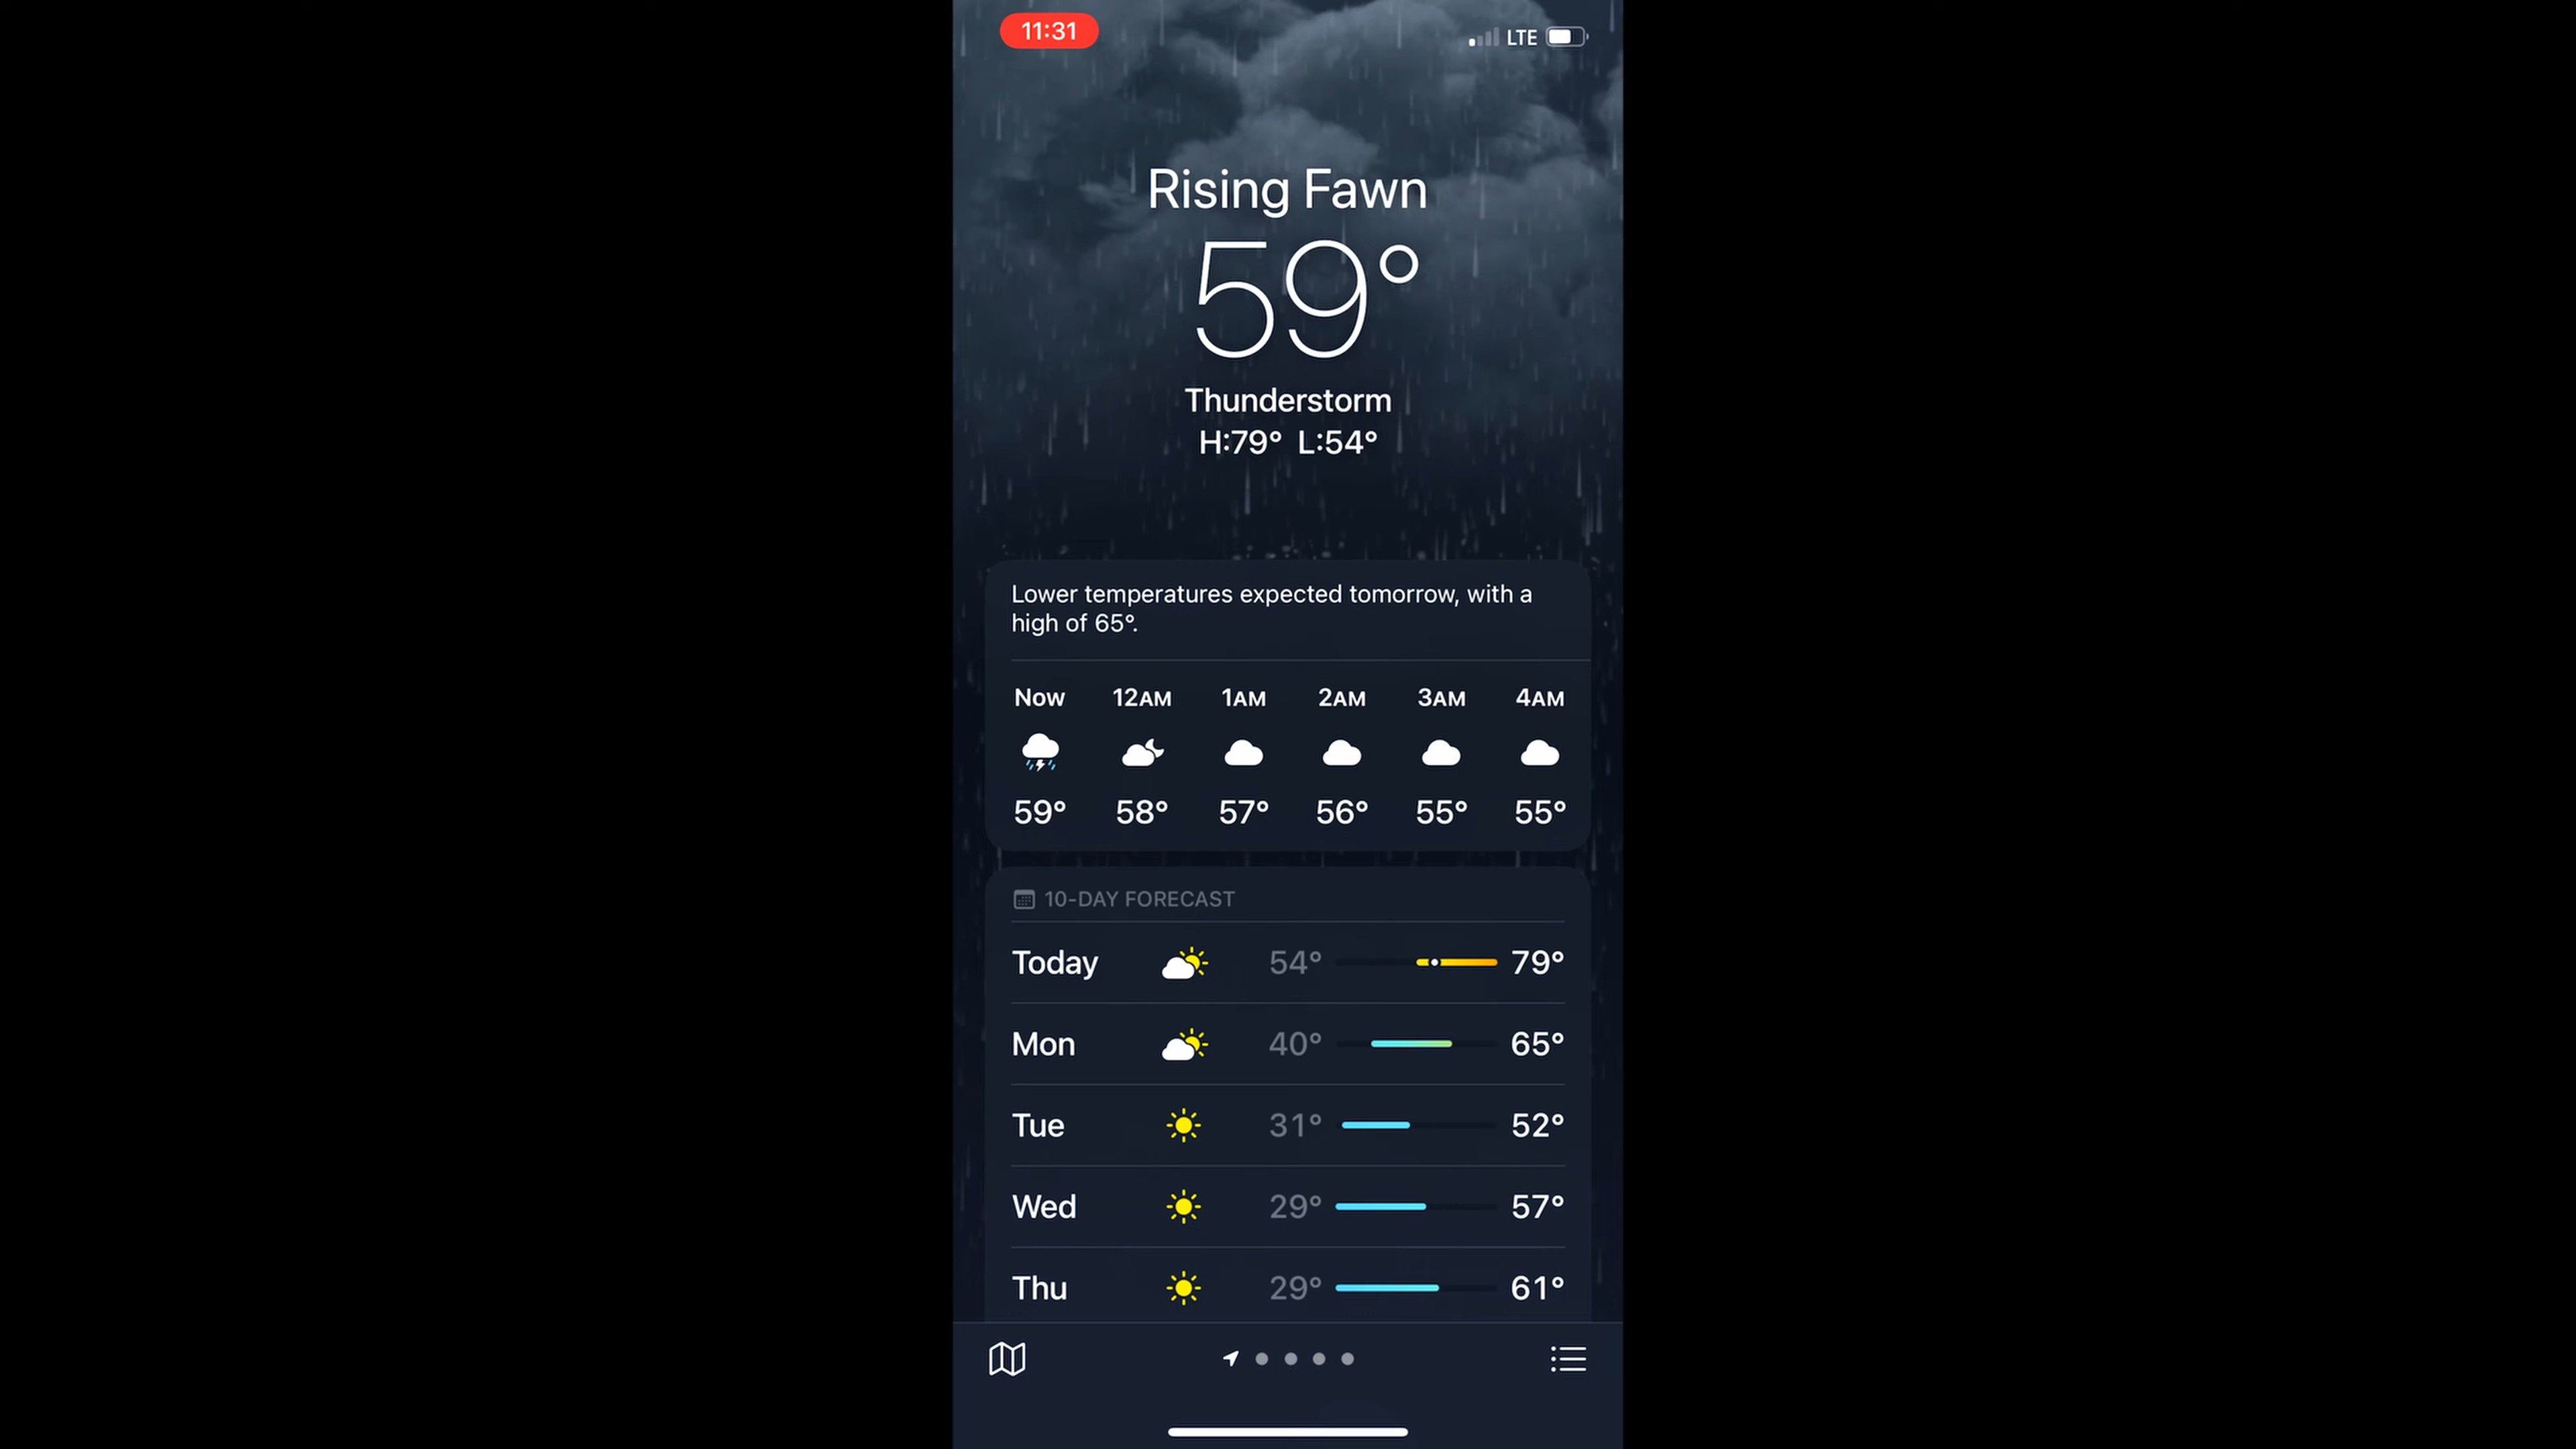 11:31
LTE
Rising Fawn
59°
Thunderstorm
H:79° L:54°
Lower temperatures expected tomorrow, with a
high of 65°.
Now 12AM 1AM 2AM 3AM 4AM
59° 58° 57° 56° 55° 55°
10-DAY FORECAST
Today 54° 79°
Mon 40° 65°
Tue 31° 52°
Wed 29° 57°
Thu 29° 61°